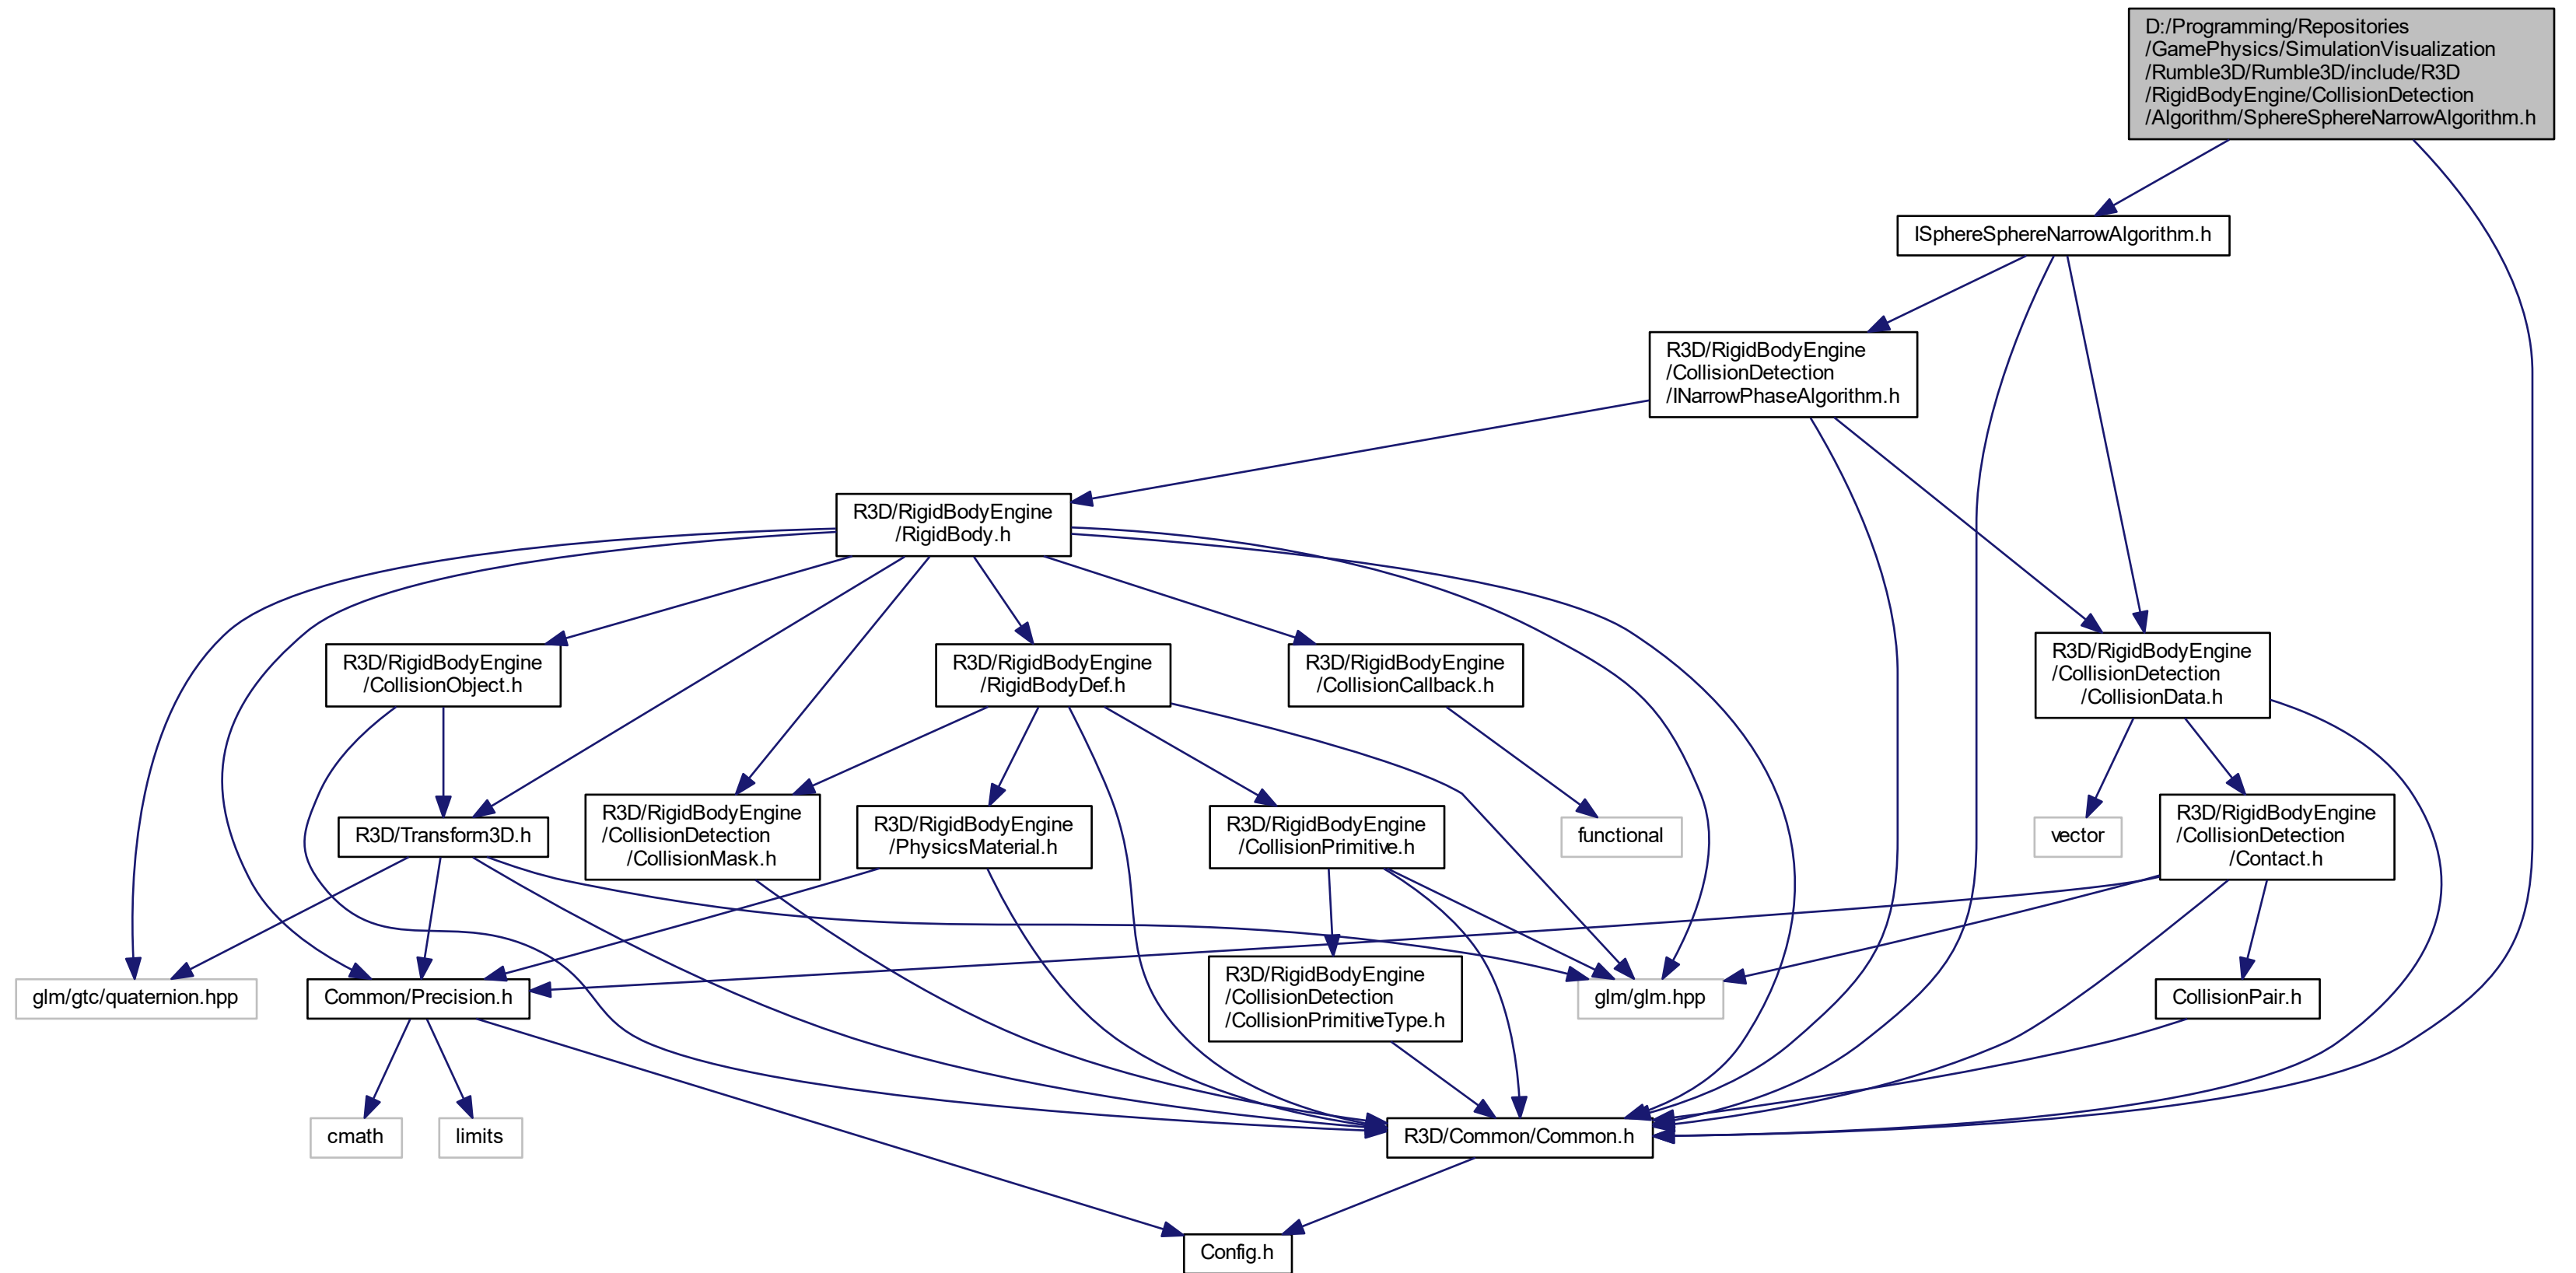 D:/Programming/Repositories
/GamePhysics/SimulationVisualization
/Rumble3D/Rumble3D/include/R3D
/RigidBodyEngine/CollisionDetection
/Algorithm/SphereSphereNarrowAlgorithm.h
ISphereSphereNarrowAlgorithm.h
R3D/RigidBodyEngine
/CollisionDetection
/INarrowPhaseAlgorithm.h
R3D/RigidBodyEngine
/RigidBody.h
R3D/RigidBodyEngine
/CollisionObject.h
R3D/RigidBodyEngine
/RigidBodyDef.h
R3D/RigidBodyEngine
/CollisionCallback.h
R3D/RigidBodyEngine
/CollisionDetection
/CollisionData.h
R3D/Transform3D.h
R3D/RigidBodyEngine
/CollisionDetection
/CollisionMask.h
R3D/RigidBodyEngine
/PhysicsMaterial.h
R3D/RigidBodyEngine
/CollisionPrimitive.h
functional
vector
R3D/RigidBodyEngine
/CollisionDetection
/Contact.h
glm/gtc/quaternion.hpp
Common/Precision.h
R3D/RigidBodyEngine
/CollisionDetection
/CollisionPrimitiveType.h
glm/glm.hpp
CollisionPair.h
cmath
limits
R3D/Common/Common.h
Config.h